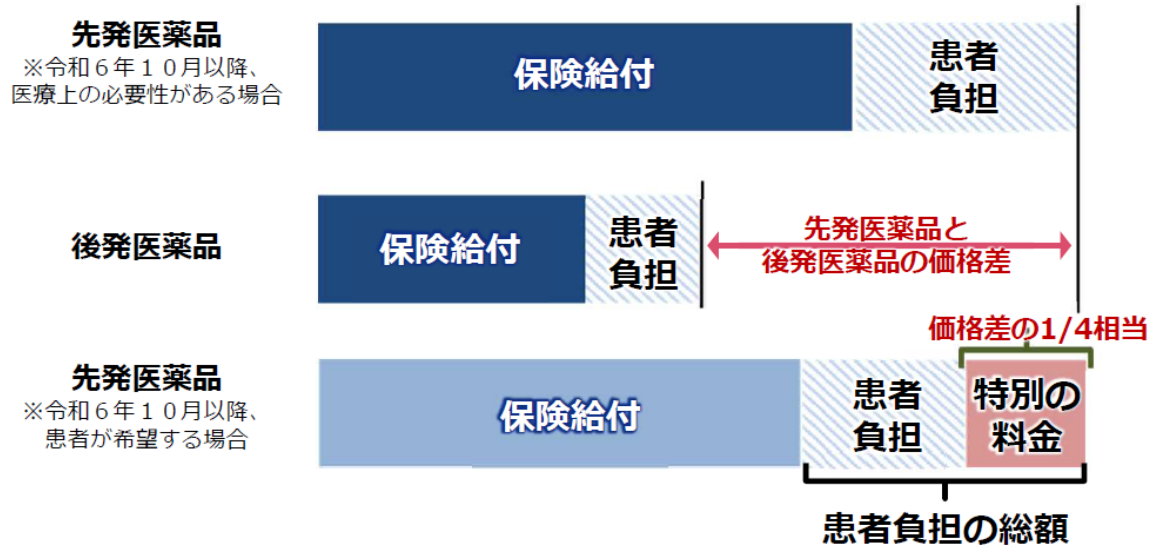 先発医薬品
※令和６年１０月以降、
医療上の必要性がある場合
保険給付
患者
負担
後発医薬品
保険給付
患者
負担
先発医薬品と
後発医薬品の価格差
価格差の1/4相当
先発医薬品
※令和６年１０月以降、
患者が希望する場合
保険給付
患者
負担
特別の
料金
患者負担の総額